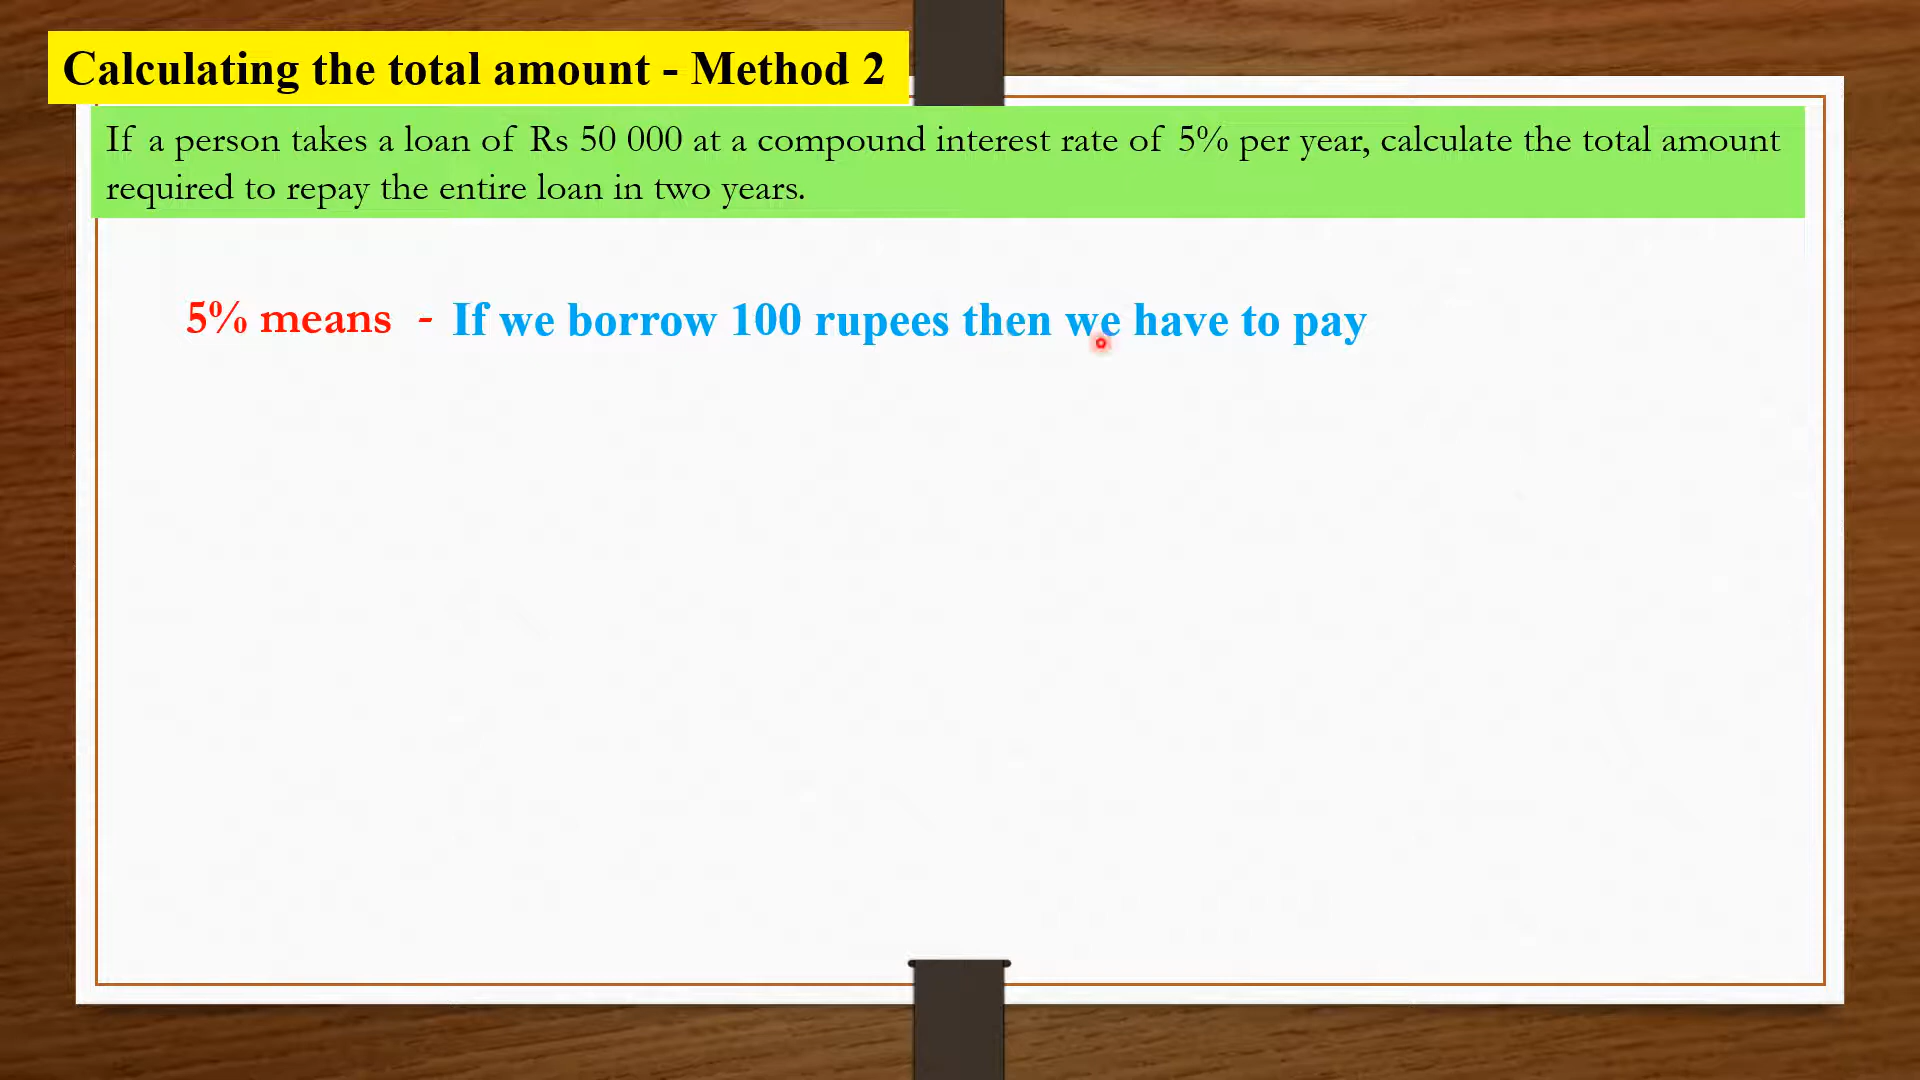 Calculating the total amount - Method 2
If a person takes a loan of Rs 50 000 at a compound interest rate of 5% per year, calculate the total amount
required to repay the entire loan in two years.
5% means - If we borrow 100 rupees then we have to pay